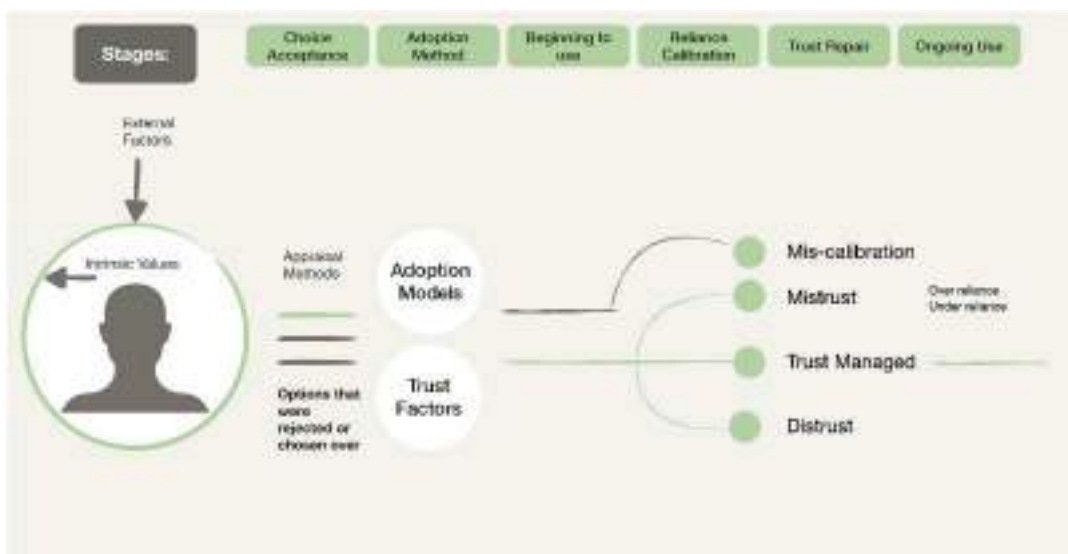 Stages:
Choice
Acceptance
Adoption
Method
Beginning to
use
Reliance
Calibration
Trust Repair
Ongoing Use
External
Factors
Intrinsic Values
Appraisal
Methods
Options that
were
rejected or
chosen over
Adoption
Models
Trust
Factors
Mis-calibration
Mistrust
Over reliance
Under reliance
Trust Managed
Distrust